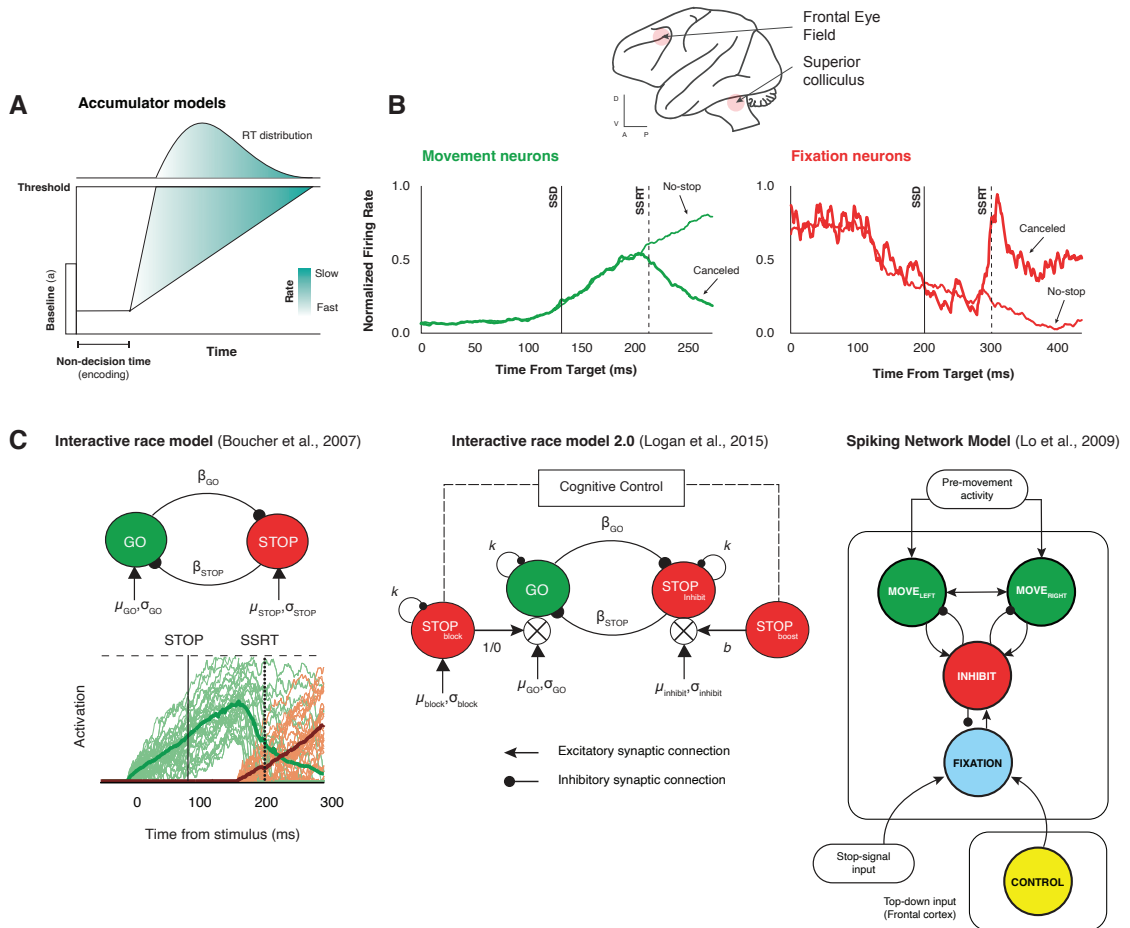 Frontal Eye
Field
Superior
colliculus
D
V
A P
A
Accumulator models
RT distribution
Threshold
Baseline (a)
Rate
Slow
Fast
Time
Non-decision time
(encoding)
B
Movement neurons
Normalized Firing Rate
1.0
0.5
0.0
SSD
SSRT
No-stop
Canceled
0 50 100 150 200 250
Time From Target (ms)
Fixation neurons
1.0
0.5
0.0
SSD
SSRT
Canceled
No-stop
0 100 200 300 400
Time From Target (ms)
C
Interactive race model (Boucher et al., 2007)
βGO
GO
STOP
βSTOP
μGO,σGO
μSTOP,σSTOP
STOP
SSRT
Activation
0 100 200 300
Time from stimulus (ms)
Interactive race model 2.0 (Logan et al., 2015)
Cognitive Control
βGO
k
k
GO
STOP
Inhibit
k
βSTOP
STOP
block
STOP
boost
1/0
b
μblock,σblock
μGO,σGO
μinhibit,σinhibit
Excitatory synaptic connection
Inhibitory synaptic connection
Spiking Network Model (Lo et al., 2009)
Pre-movement
activity
MOVELEFT
MOVERIGHT
INHIBIT
FIXATION
Stop-signal
input
CONTROL
Top-down input
(Frontal cortex)